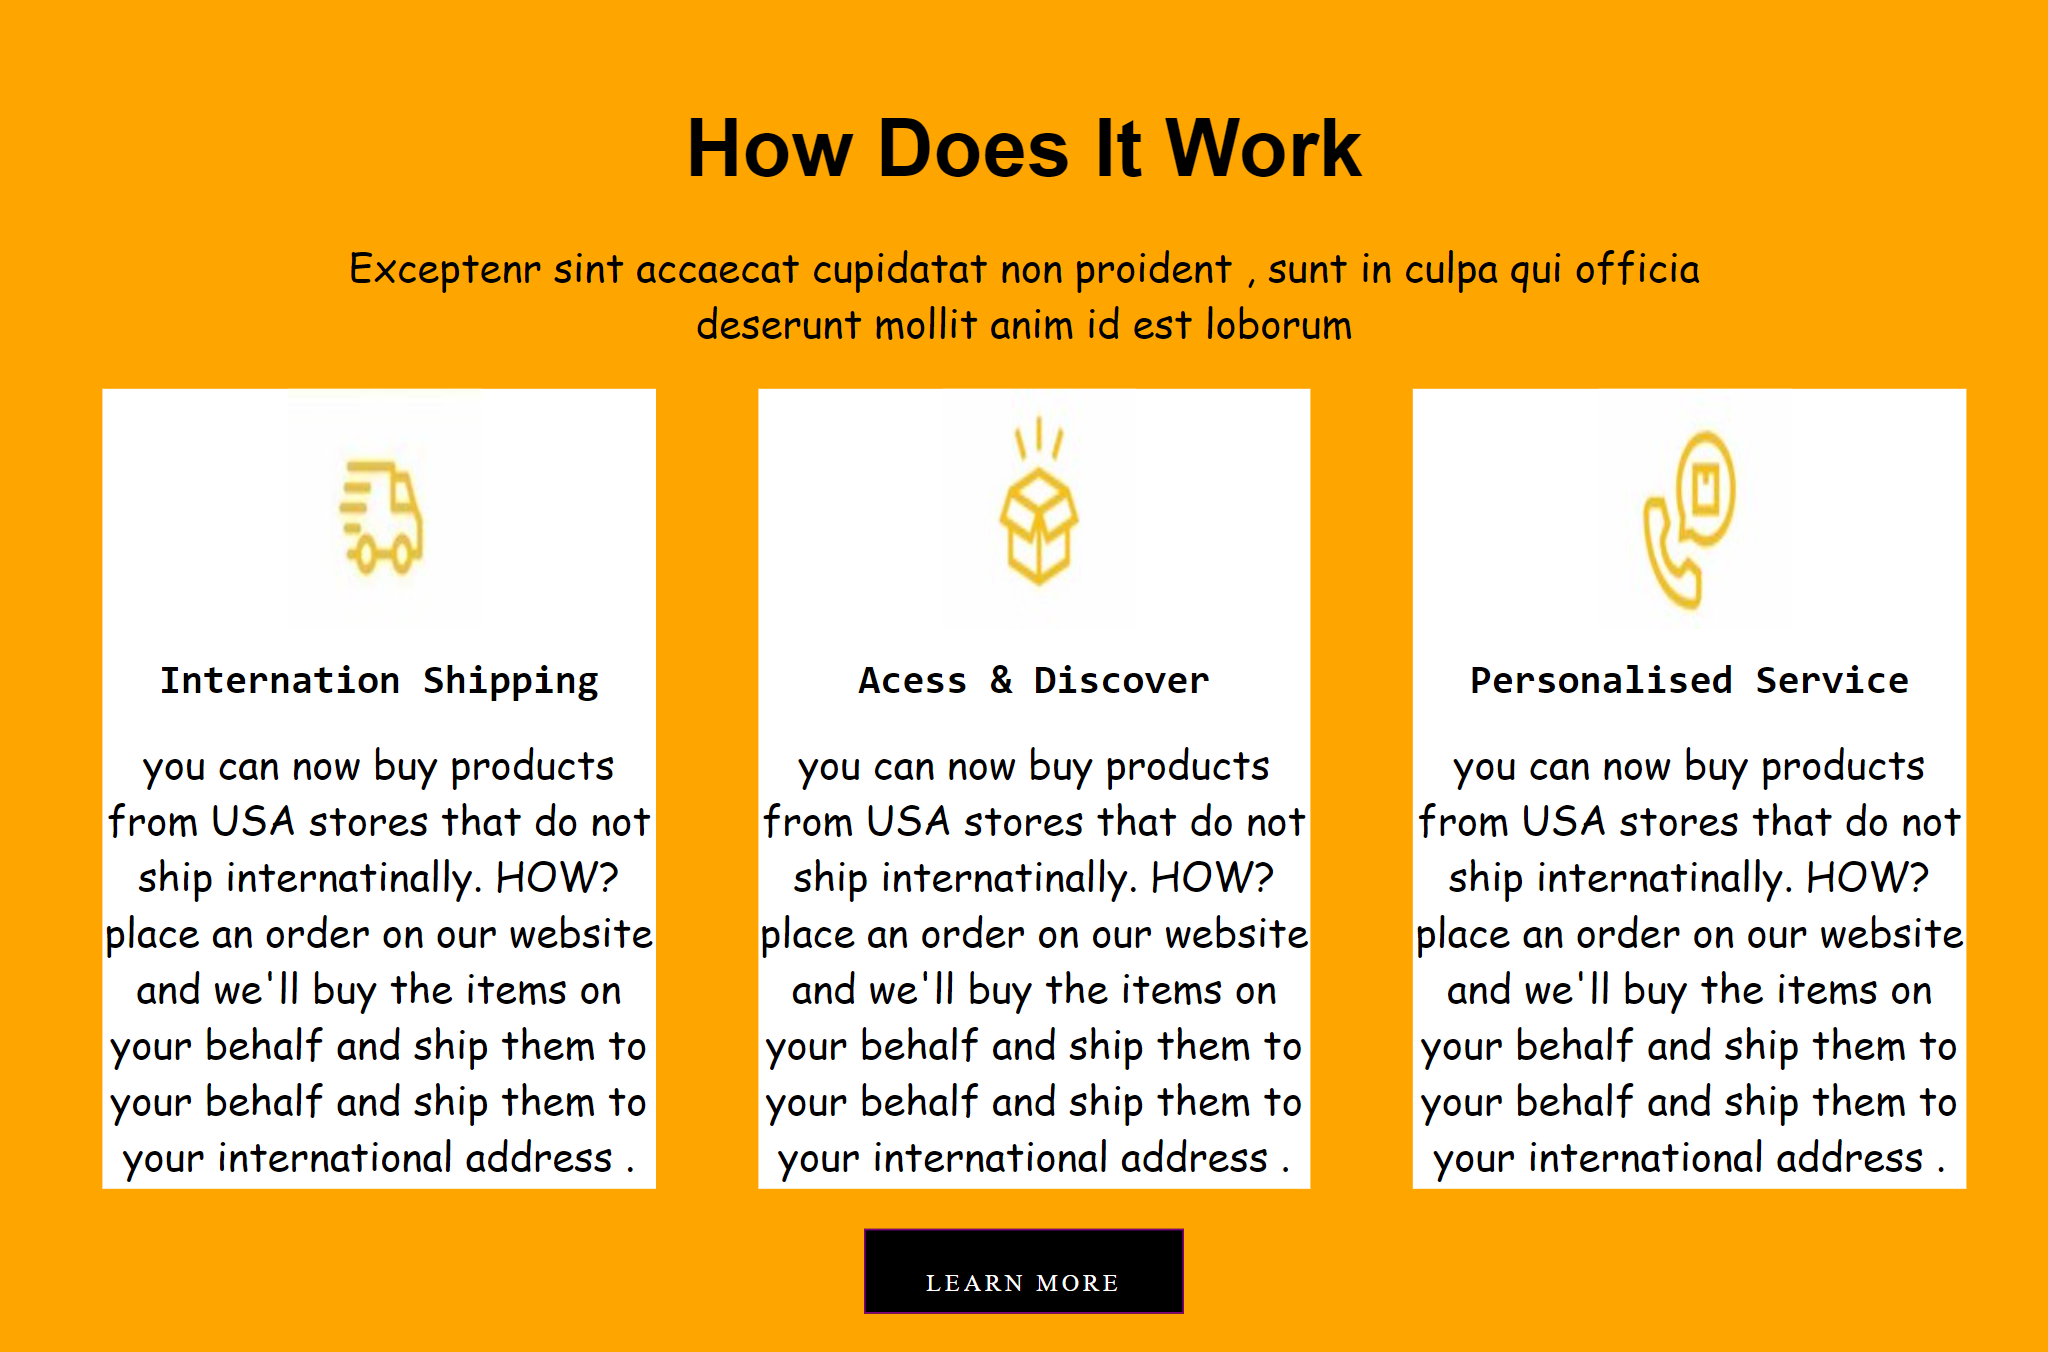 How Does It Work
Exceptenr sint accaecat cupidatat non proident , sunt in culpa qui officia
deserunt mollit anim id est loborum
Internation Shipping
you can now buy products
from USA stores that do not
ship internatinally. HOW?
place an order on our website
and we'll buy the items on
your behalf and ship them to
your behalf and ship them to
your international address .
Acess & Discover
you can now buy products
from USA stores that do not
ship internatinally. HOW?
place an order on our website
and we'll buy the items on
your behalf and ship them to
your behalf and ship them to
your international address .
Personalised Service
you can now buy products
from USA stores that do not
ship internatinally. HOW?
place an order on our website
and we'll buy the items on
your behalf and ship them to
your behalf and ship them to
your international address .
LEARN MORE